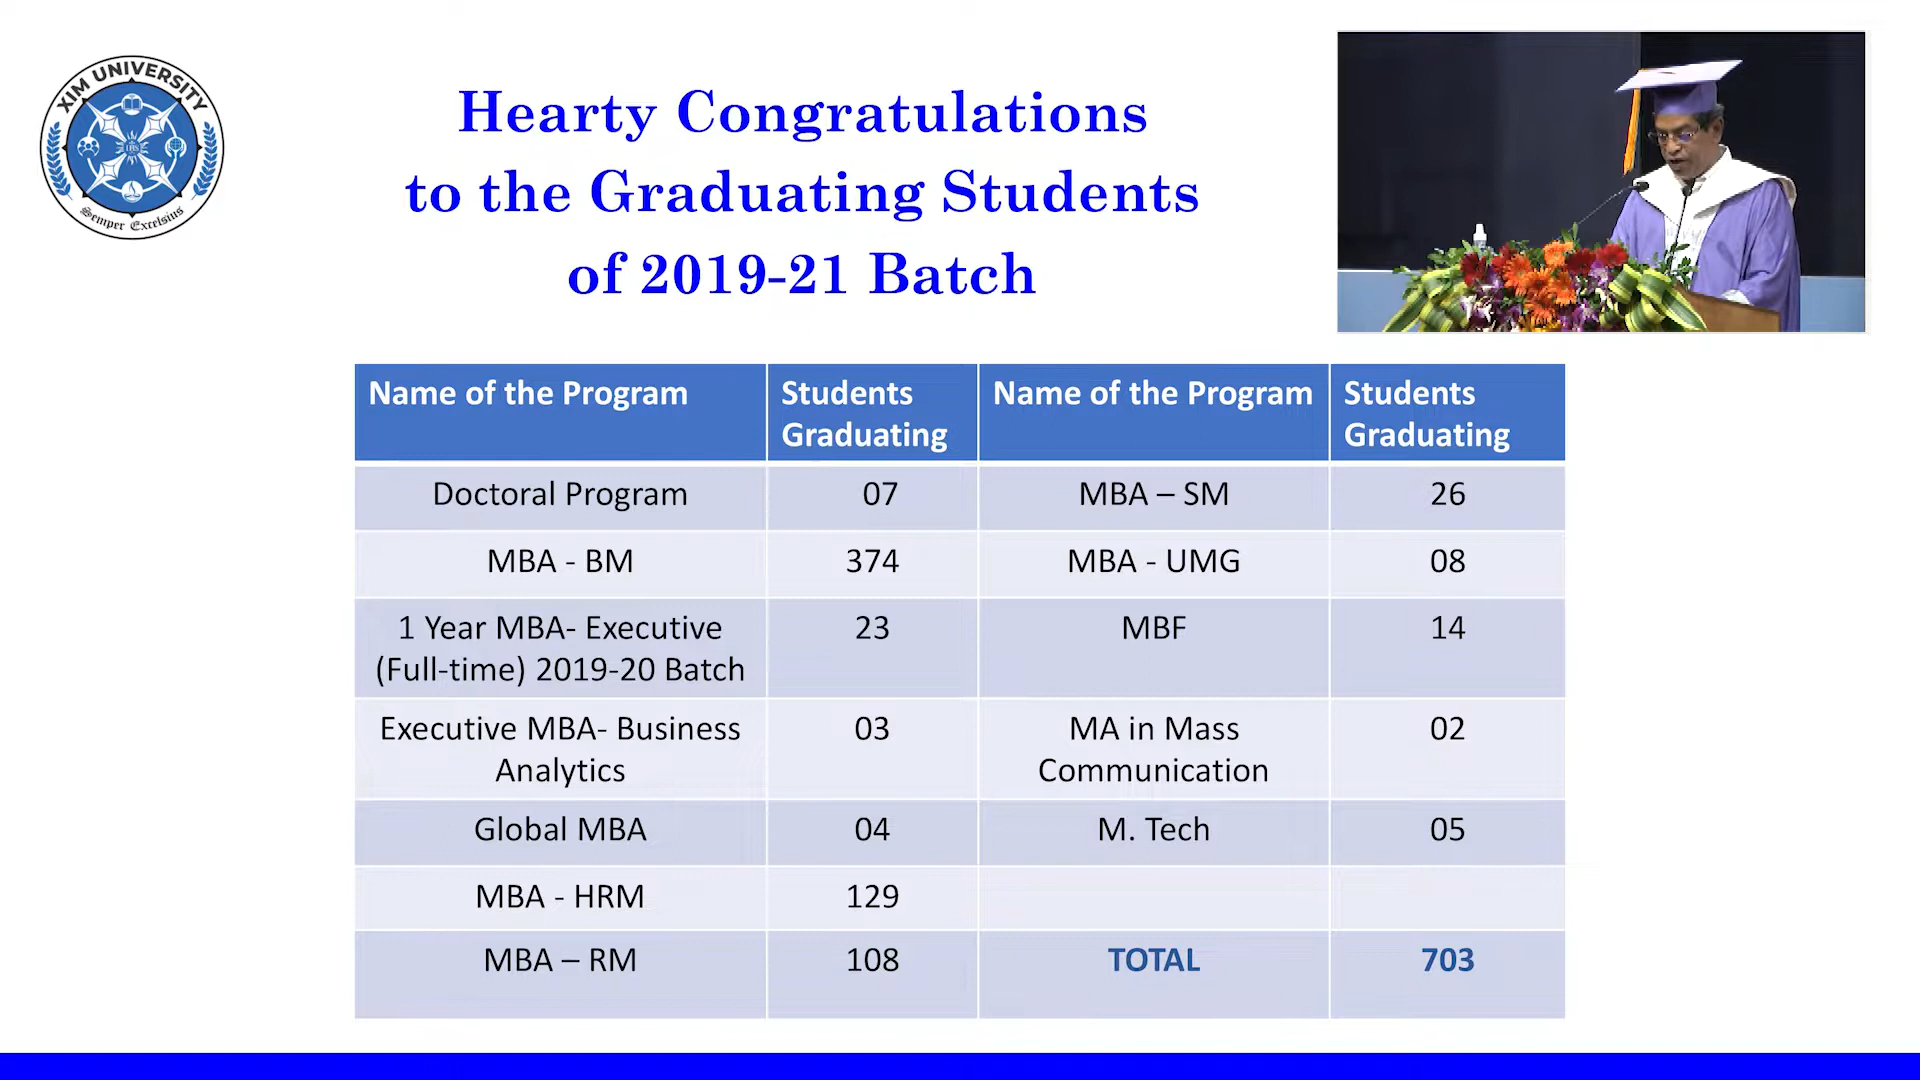 XIM UNIVERSITY
IHS
Semper Excelsius
Hearty Congratulations
to the Graduating Students
of 2019-21 Batch
Name of the Program Students Graduating Name of the Program Students Graduating
Doctoral Program 07 MBA – SM 26
MBA - BM 374 MBA - UMG 08
1 Year MBA- Executive (Full-time) 2019-20 Batch 23 MBF 14
Executive MBA- Business Analytics 03 MA in Mass Communication 02
Global MBA 04 M. Tech 05
MBA - HRM 129
MBA – RM 108 TOTAL 703